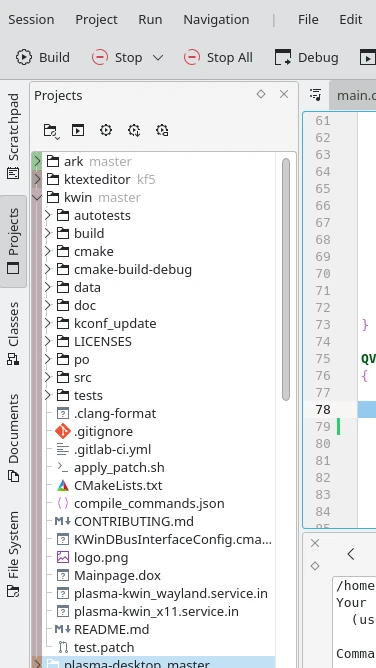 Session Project Run Navigation | File Edit
Build Stop Stop All Debug
Scratchpad
Projects
Classes
Documents
File System
Projects
ark master
ktexteditor kf5
kwin master
autotests
build
cmake
cmake-build-debug
data
doc
kconf_update
LICENSES
po
src
tests
.clang-format
.gitignore
.gitlab-ci.yml
apply_patch.sh
CMakeLists.txt
compile_commands.json
CONTRIBUTING.md
KWinDBusInterfaceConfig.cma...
logo.png
Mainpage.dox
plasma-kwin_wayland.service.in
plasma-kwin_x11.service.in
README.md
test.patch
plasma-desktop master
main.c
61
62
63
64
65
66
67
68
69
70
71
72
73 }
75 QV
76 {
77
78
79
80
81
82
83
84
85
/home
Your
(us
Comma